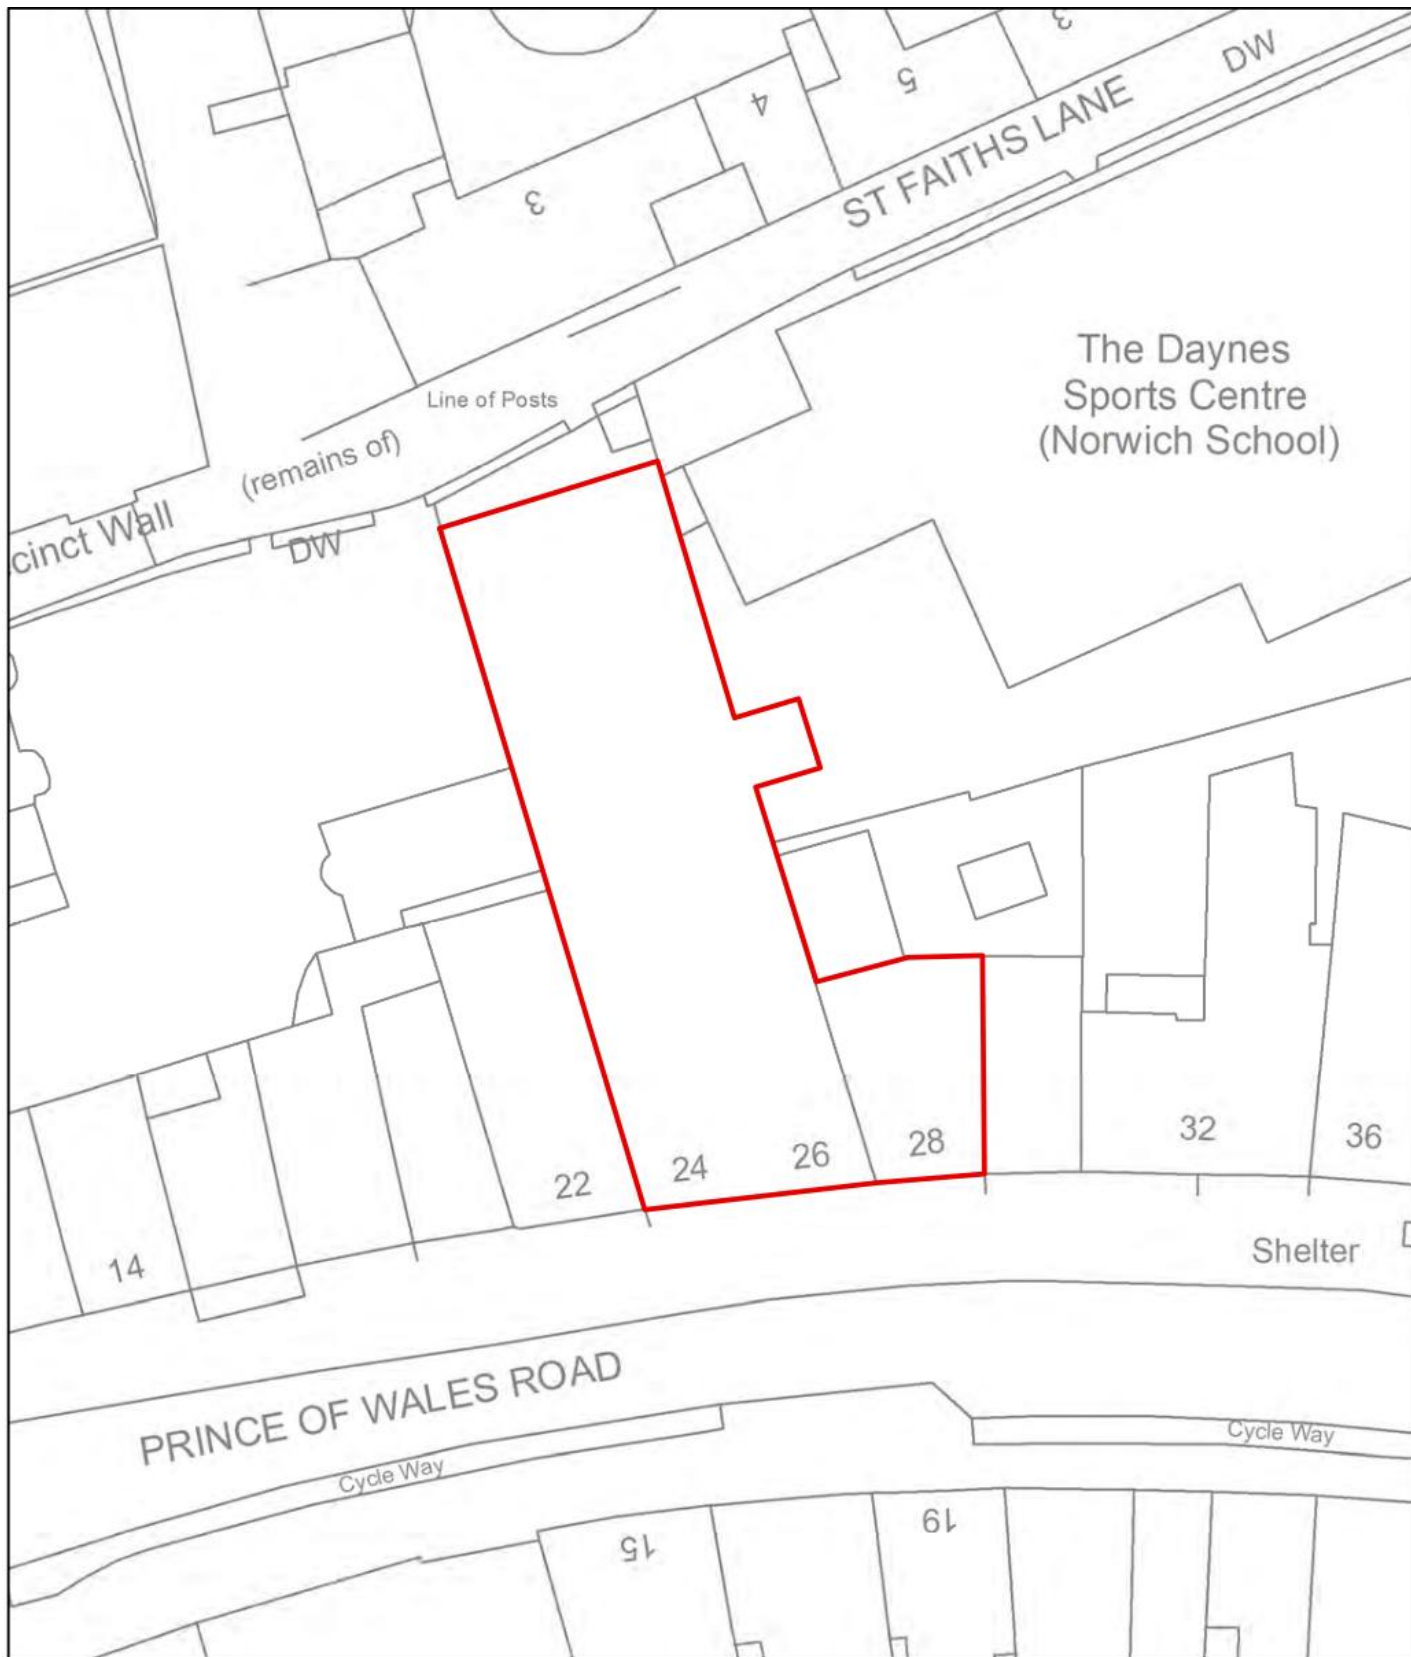 3
5
4
DW
ST FAITHS LANE
3
The Daynes
Sports Centre
(Norwich School)
Line of Posts
(remains of)
cinct Wall
DW
28
26
24
22
32
36
14
Shelter
PRINCE OF WALES ROAD
Cycle Way
Cycle Way
15
19